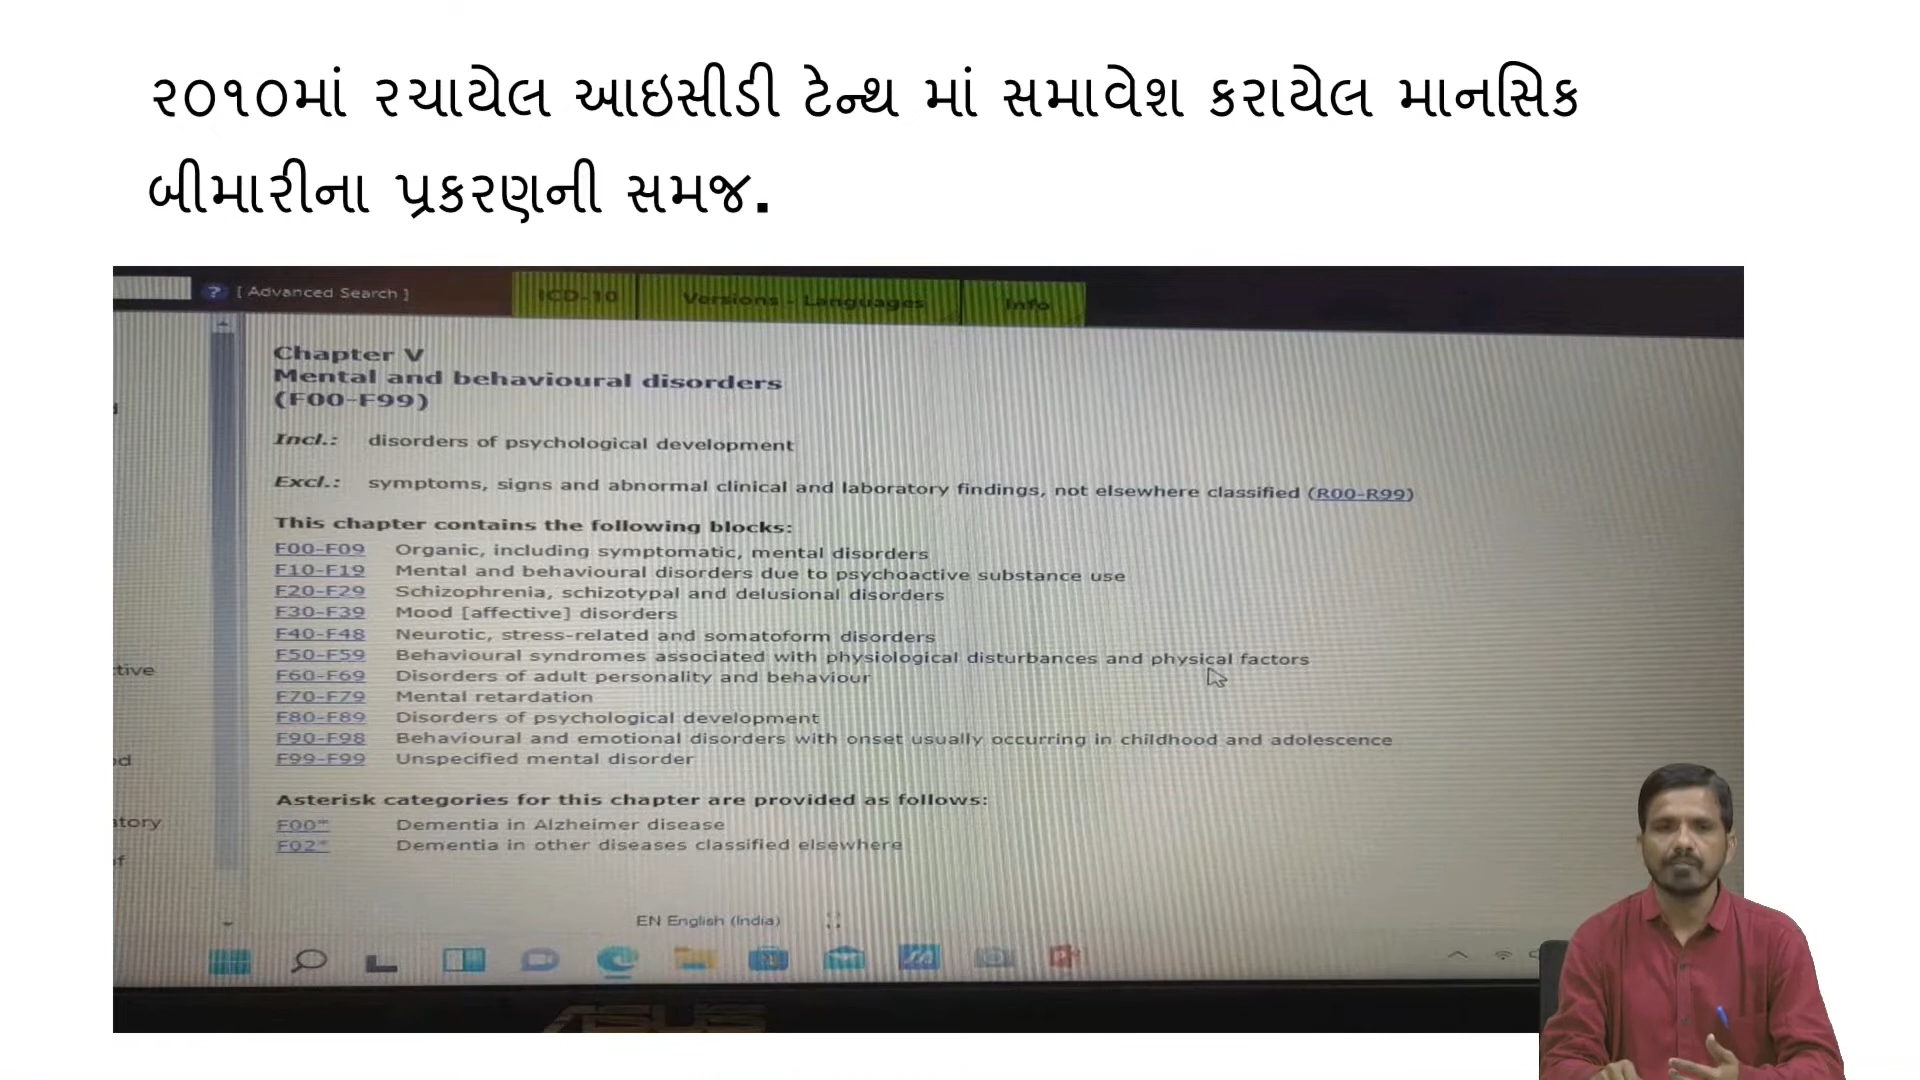 ૨૦૧૦માં રચાયેલ આઇસીડી ટેન્થ માં સમાવેશ કરાયેલ માનસિક
બીમારીના પ્રકરણની સમજ.
? [ Advanced Search ] ICD-10 Versions - Languages Info
Chapter V
Mental and behavioural disorders
(F00-F99)
Incl.: disorders of psychological development
Excl.: symptoms, signs and abnormal clinical and laboratory findings, not elsewhere classified (R00-R99)
This chapter contains the following blocks:
F00-F09 Organic, including symptomatic, mental disorders
F10-F19 Mental and behavioural disorders due to psychoactive substance use
F20-F29 Schizophrenia, schizotypal and delusional disorders
F30-F39 Mood [affective] disorders
F40-F48 Neurotic, stress-related and somatoform disorders
F50-F59 Behavioural syndromes associated with physiological disturbances and physical factors
F60-F69 Disorders of adult personality and behaviour
F70-F79 Mental retardation
F80-F89 Disorders of psychological development
F90-F98 Behavioural and emotional disorders with onset usually occurring in childhood and adolescence
F99-F99 Unspecified mental disorder
Asterisk categories for this chapter are provided as follows:
F00* Dementia in Alzheimer disease
F02* Dementia in other diseases classified elsewhere
EN English (India)
ASUS